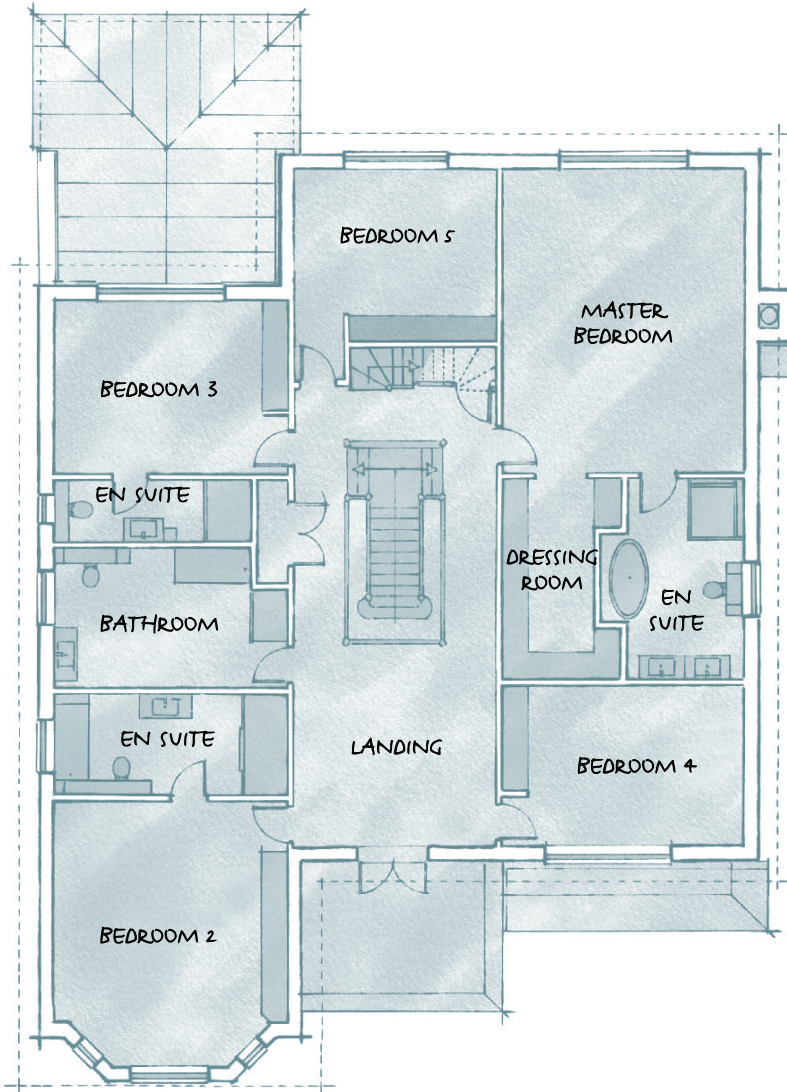 BEDROOM 5
MASTER
BEDROOM
BEDROOM 3
EN SUITE
DRESSING
ROOM
EN
SUITE
BATHROOM
EN SUITE
LANDING
BEDROOM 4
BEDROOM 2